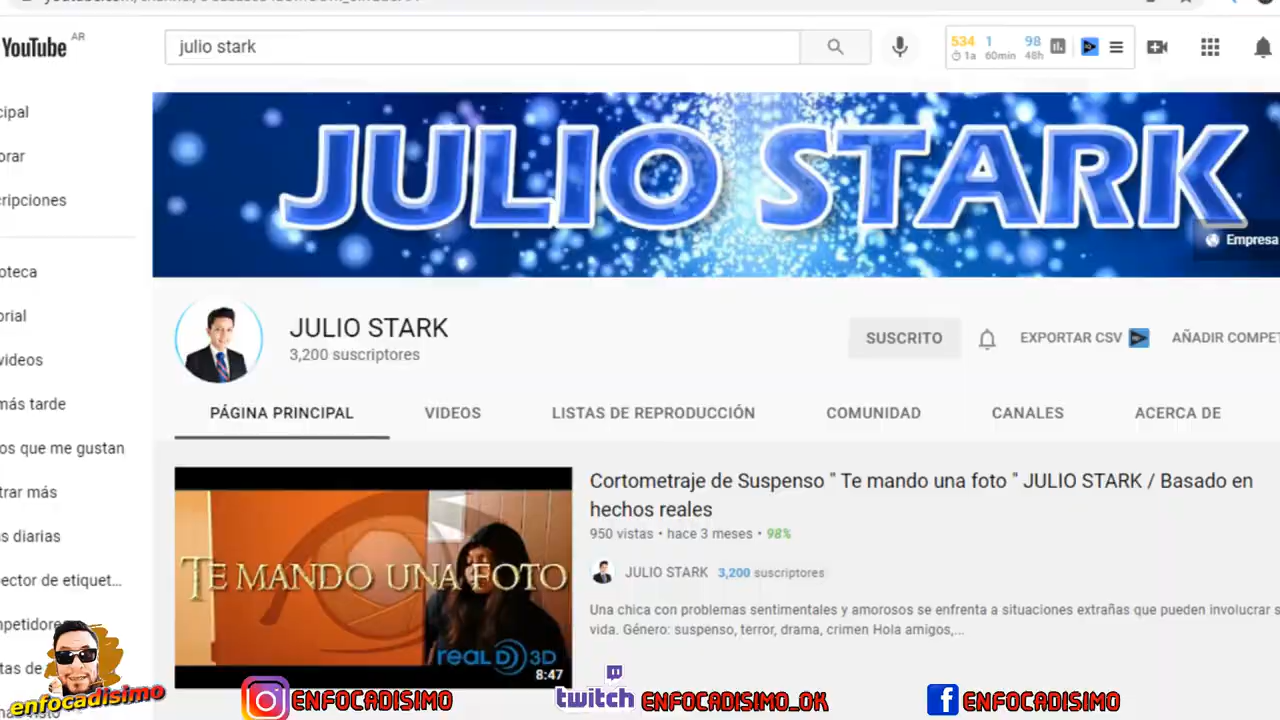 YouTube AR
julio stark
534 1 98
1a 60min 48h
cipal
orar
cripciones
oteca
orial
videos
más tarde
os que me gustan
trar más
s diarias
ector de etiquet...
mpetidore
tas de
JULIO STARK
Empresa
JULIO STARK
3,200 suscriptores
SUSCRITO
EXPORTAR CSV
AÑADIR COMPET
PÁGINA PRINCIPAL
VIDEOS
LISTAS DE REPRODUCCIÓN
COMUNIDAD
CANALES
ACERCA DE
TE MANDO UNA FOTO
REAL D 3D
8:47
Cortometraje de Suspenso " Te mando una foto " JULIO STARK / Basado en
hechos reales
950 vistas • hace 3 meses • 98%
JULIO STARK 3,200 suscriptores
Una chica con problemas sentimentales y amorosos se enfrenta a situaciones extrañas que pueden involucrar s
vida. Género: suspenso, terror, drama, crimen Hola amigos,...
enfocadisimo
ENFOCADISIMO
twitch ENFOCADISIMO_OK
f ENFOCADISIMO